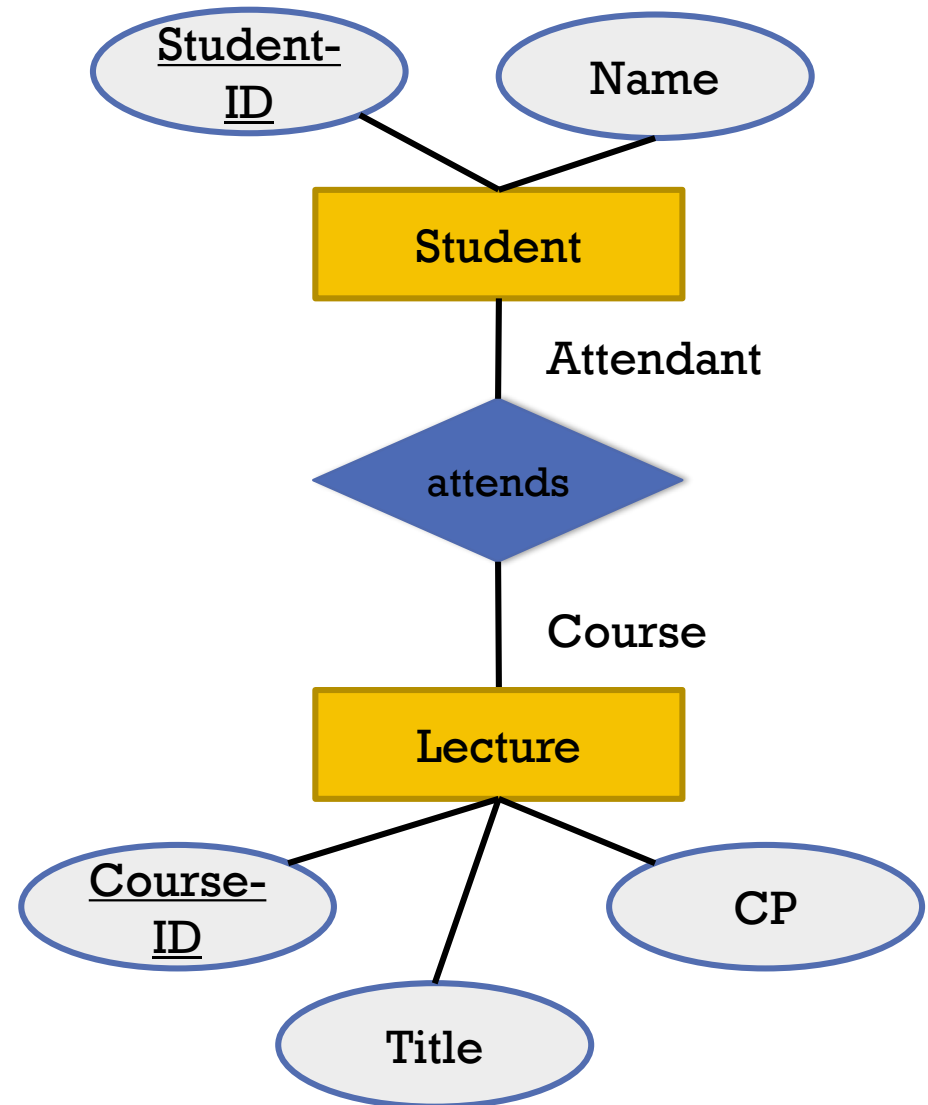 Student-
ID
Name
Student
Attendant
attends
Course
Lecture
Course-
ID
CP
Title